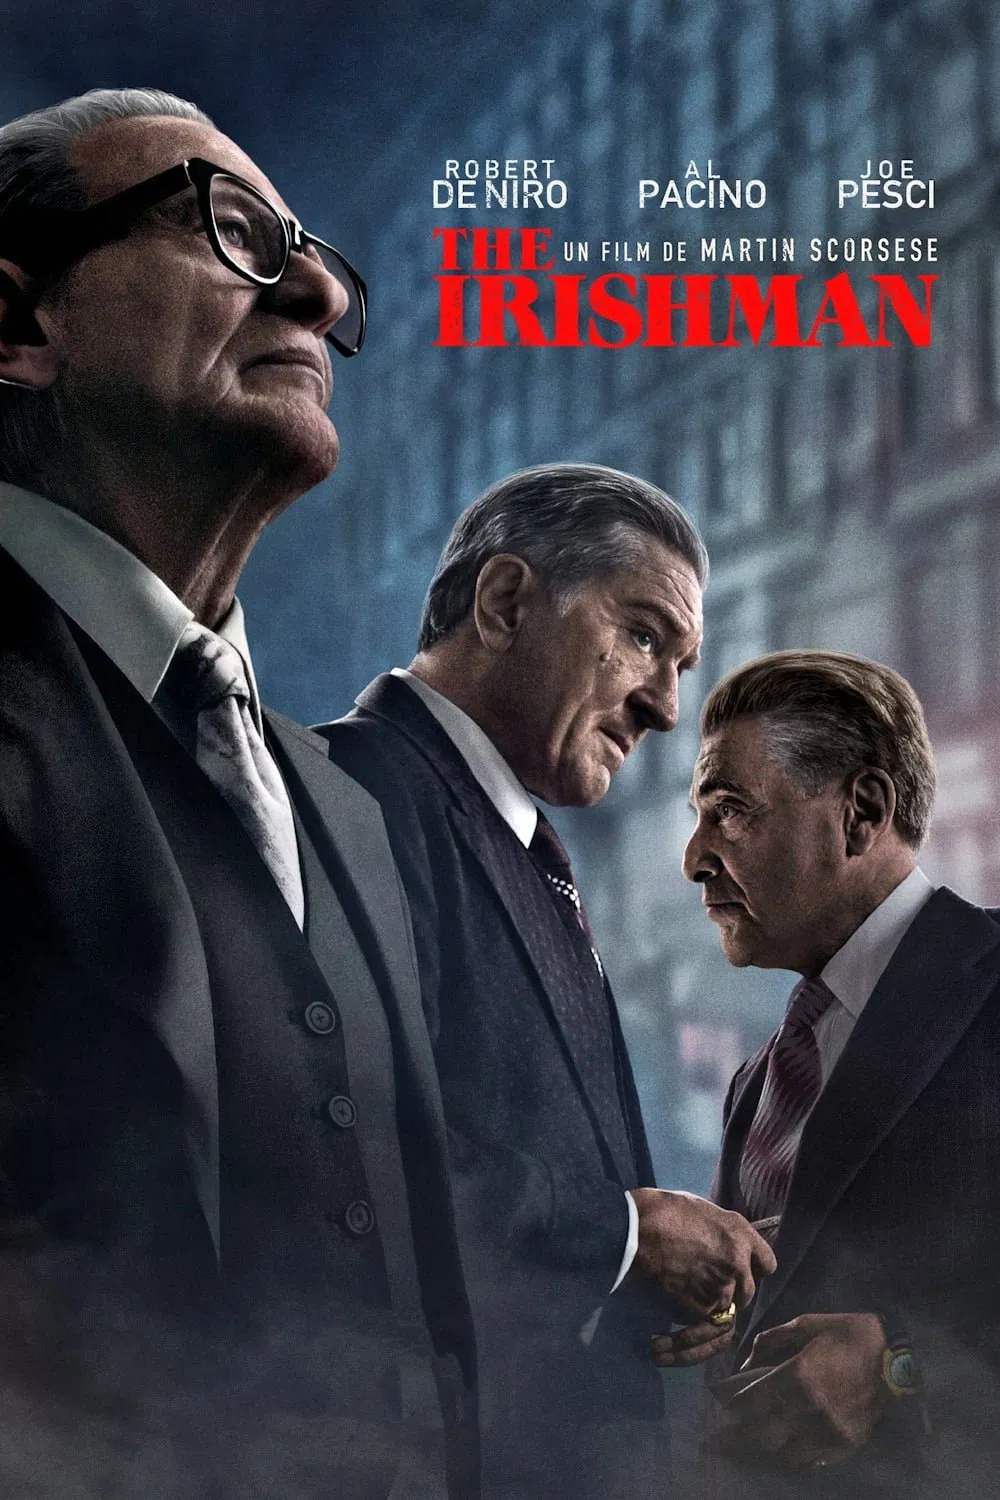 ROBERT DE NIRO
AL PACINO
JOE PESCI
UN FILM DE MARTIN SCORSESE
THE
IRISHMAN